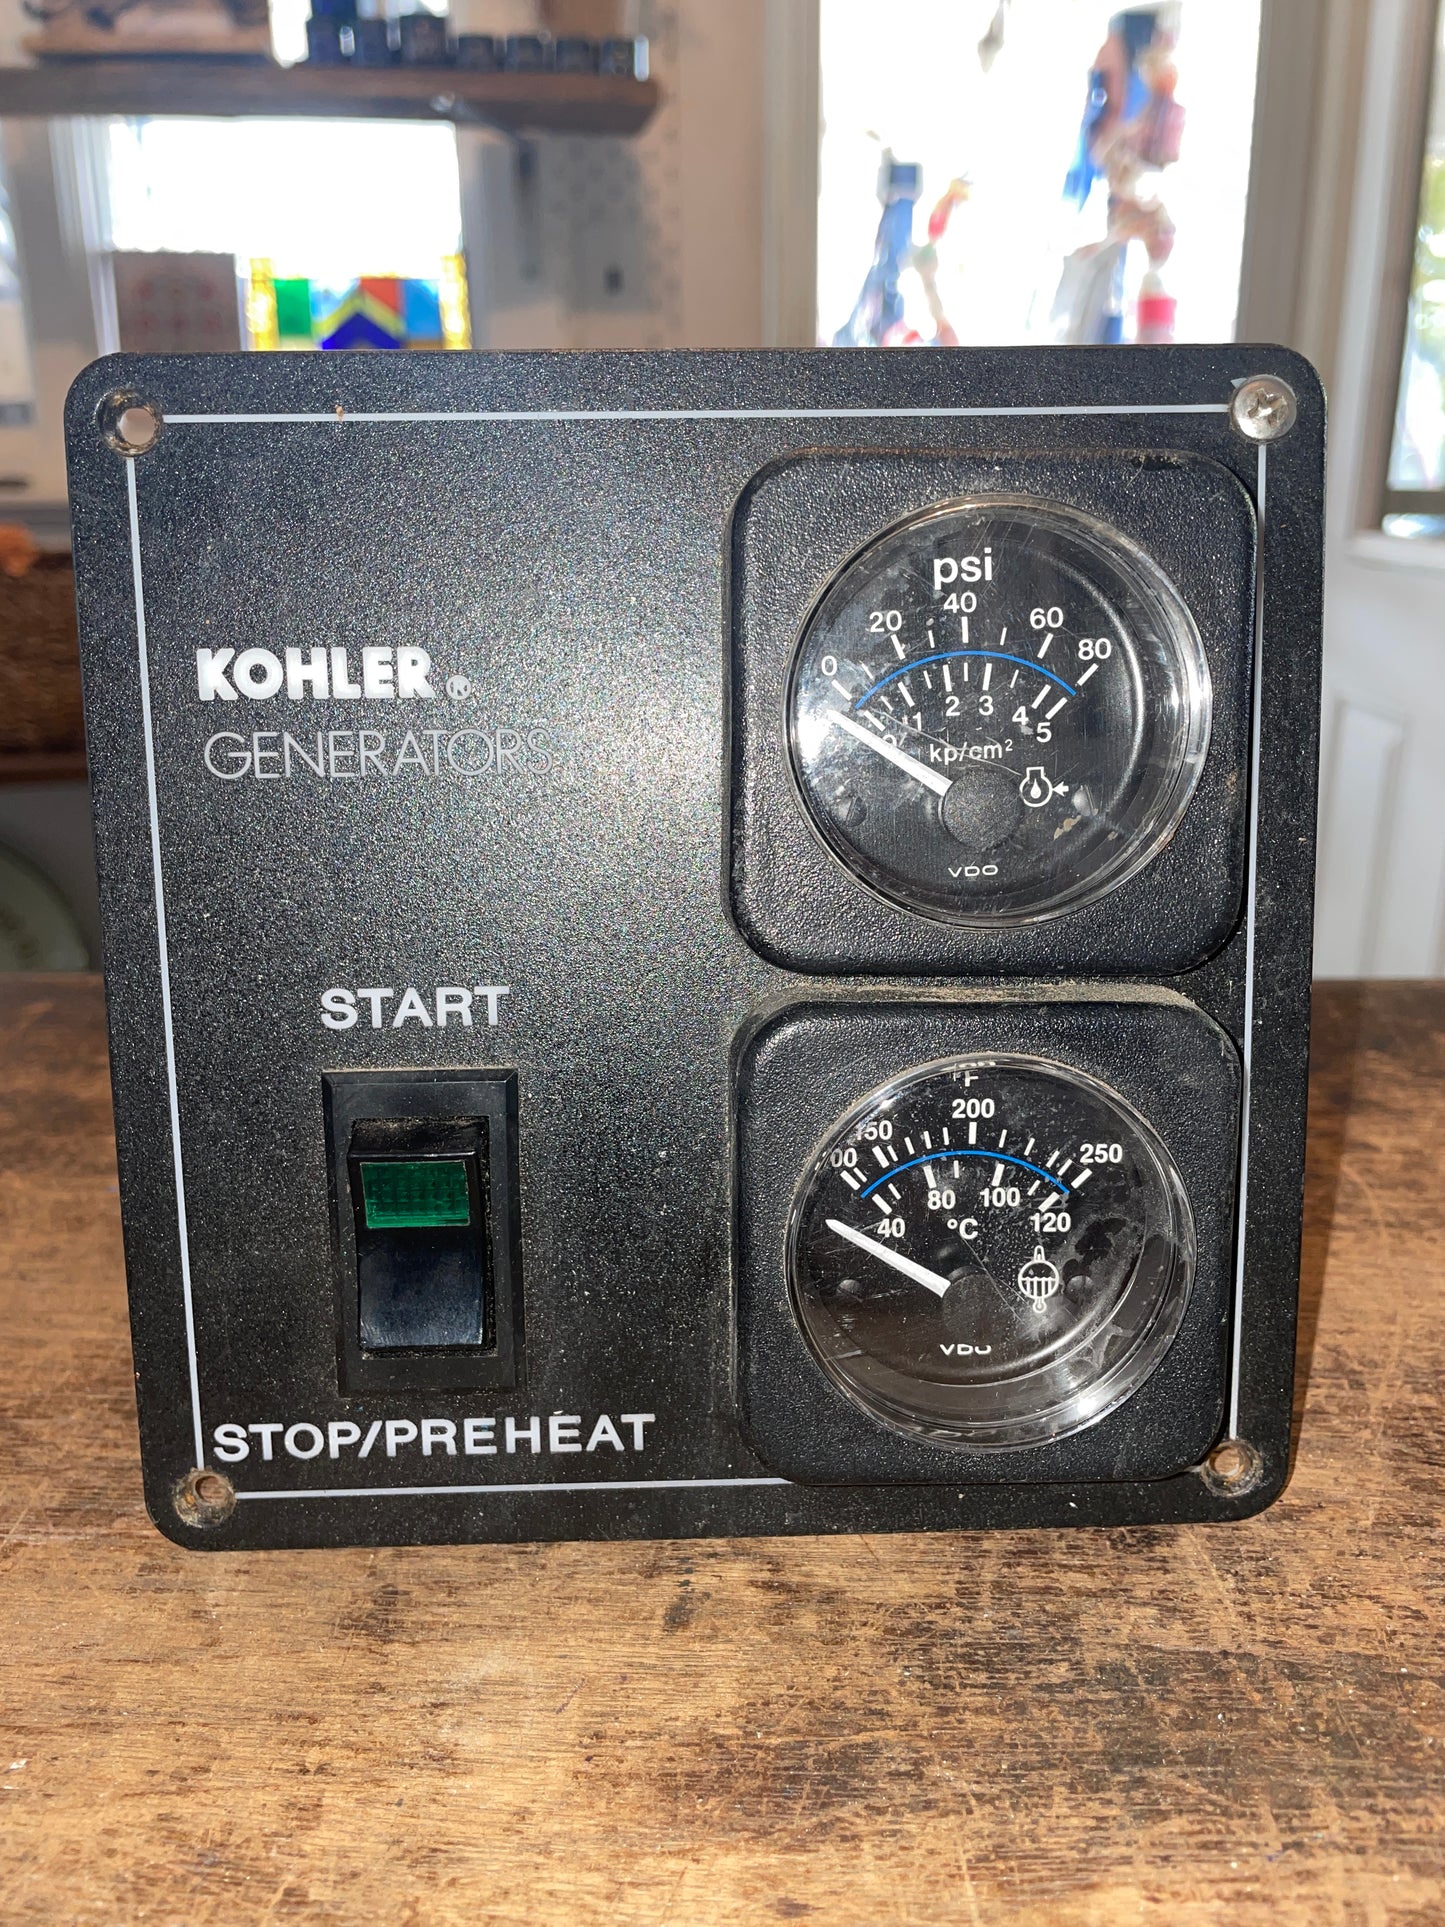 KOHLER®
GENERATORS
psi
0 20 40 60 80
0 1 2 3 4 5
kp/cm²
VDO
START
°F
150 200 250
40 80 100 120
°C
VDO
STOP/PREHEAT